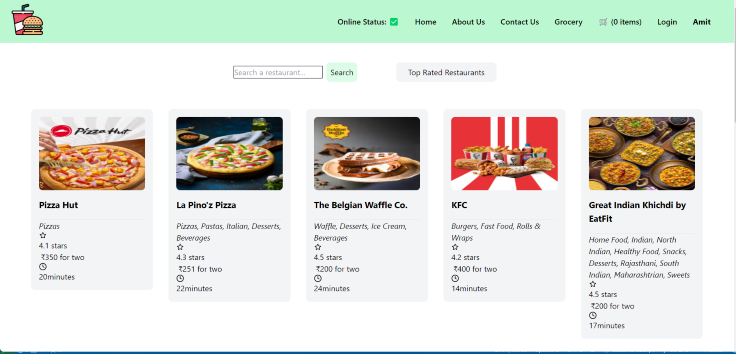 Online Status: ✅ Home About Us Contact Us Grocery 🛒 (0 items) Login Amit
Search a restaurant... Search Top Rated Restaurants
Pizza Hut
Pizza Hut
Pizzas
4.1 stars
₹350 for two
20minutes
La Pino'z Pizza
Pizzas, Pastas, Italian, Desserts,
Beverages
4.3 stars
₹251 for two
22minutes
The Belgian Waffle Co.
Waffle, Desserts, Ice Cream,
Beverages
4.5 stars
₹200 for two
24minutes
KFC
Burgers, Fast Food, Rolls &
Wraps
4.2 stars
₹400 for two
14minutes
Great Indian Khichdi by
EatFit
Home Food, Indian, North
Indian, Healthy Food, Snacks,
Desserts, Rajasthani, South
Indian, Maharashtrian, Sweets
4.5 stars
₹200 for two
17minutes